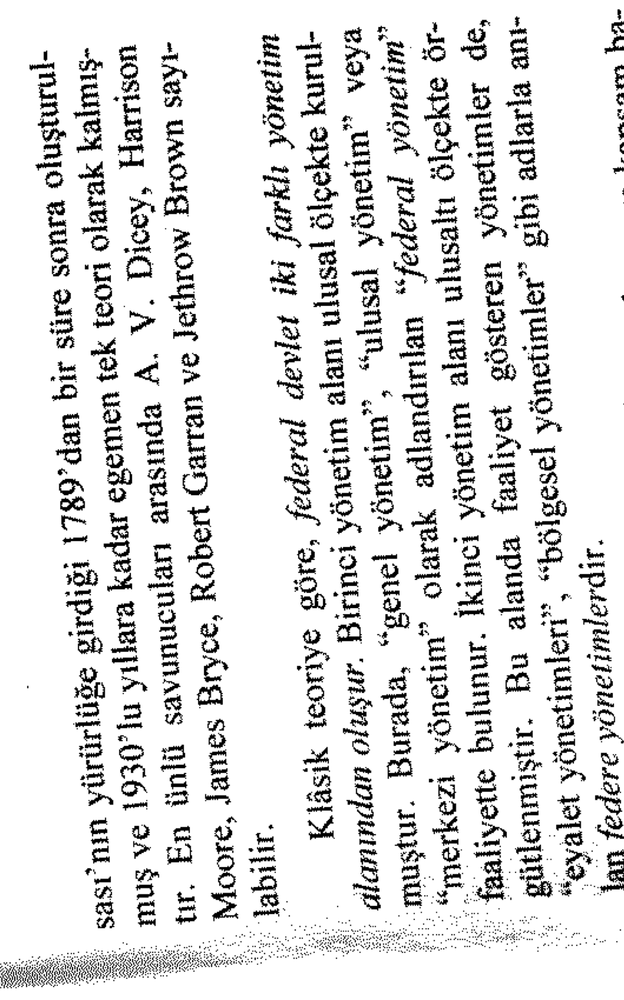 sası'nın yürürlüğe girdiği 1789'dan bir süre sonra oluşturul-
muş ve 1930'lu yıllara kadar egemen tek teori olarak kalmış-
tır. En ünlü savunucuları arasında A. V. Dicey, Harrison
Moore, James Bryce, Robert Garran ve Jethrow Brown sayı-
labilir.
Klâsik teoriye göre, federal devlet iki farklı yönetim
alanından oluşur. Birinci yönetim alanı ulusal ölçekte kurul-
muştur. Burada, “genel yönetim”, “ulusal yönetim” veya
“merkezi yönetim” olarak adlandırılan “federal yönetim”
faaliyette bulunur. İkinci yönetim alanı ulusaltı ölçekte ör-
gütlenmiştir. Bu alanda faaliyet gösteren yönetimler de,
“eyalet yönetimleri”, “bölgesel yönetimler” gibi adlarla anı-
lan federe yönetimlerdir.